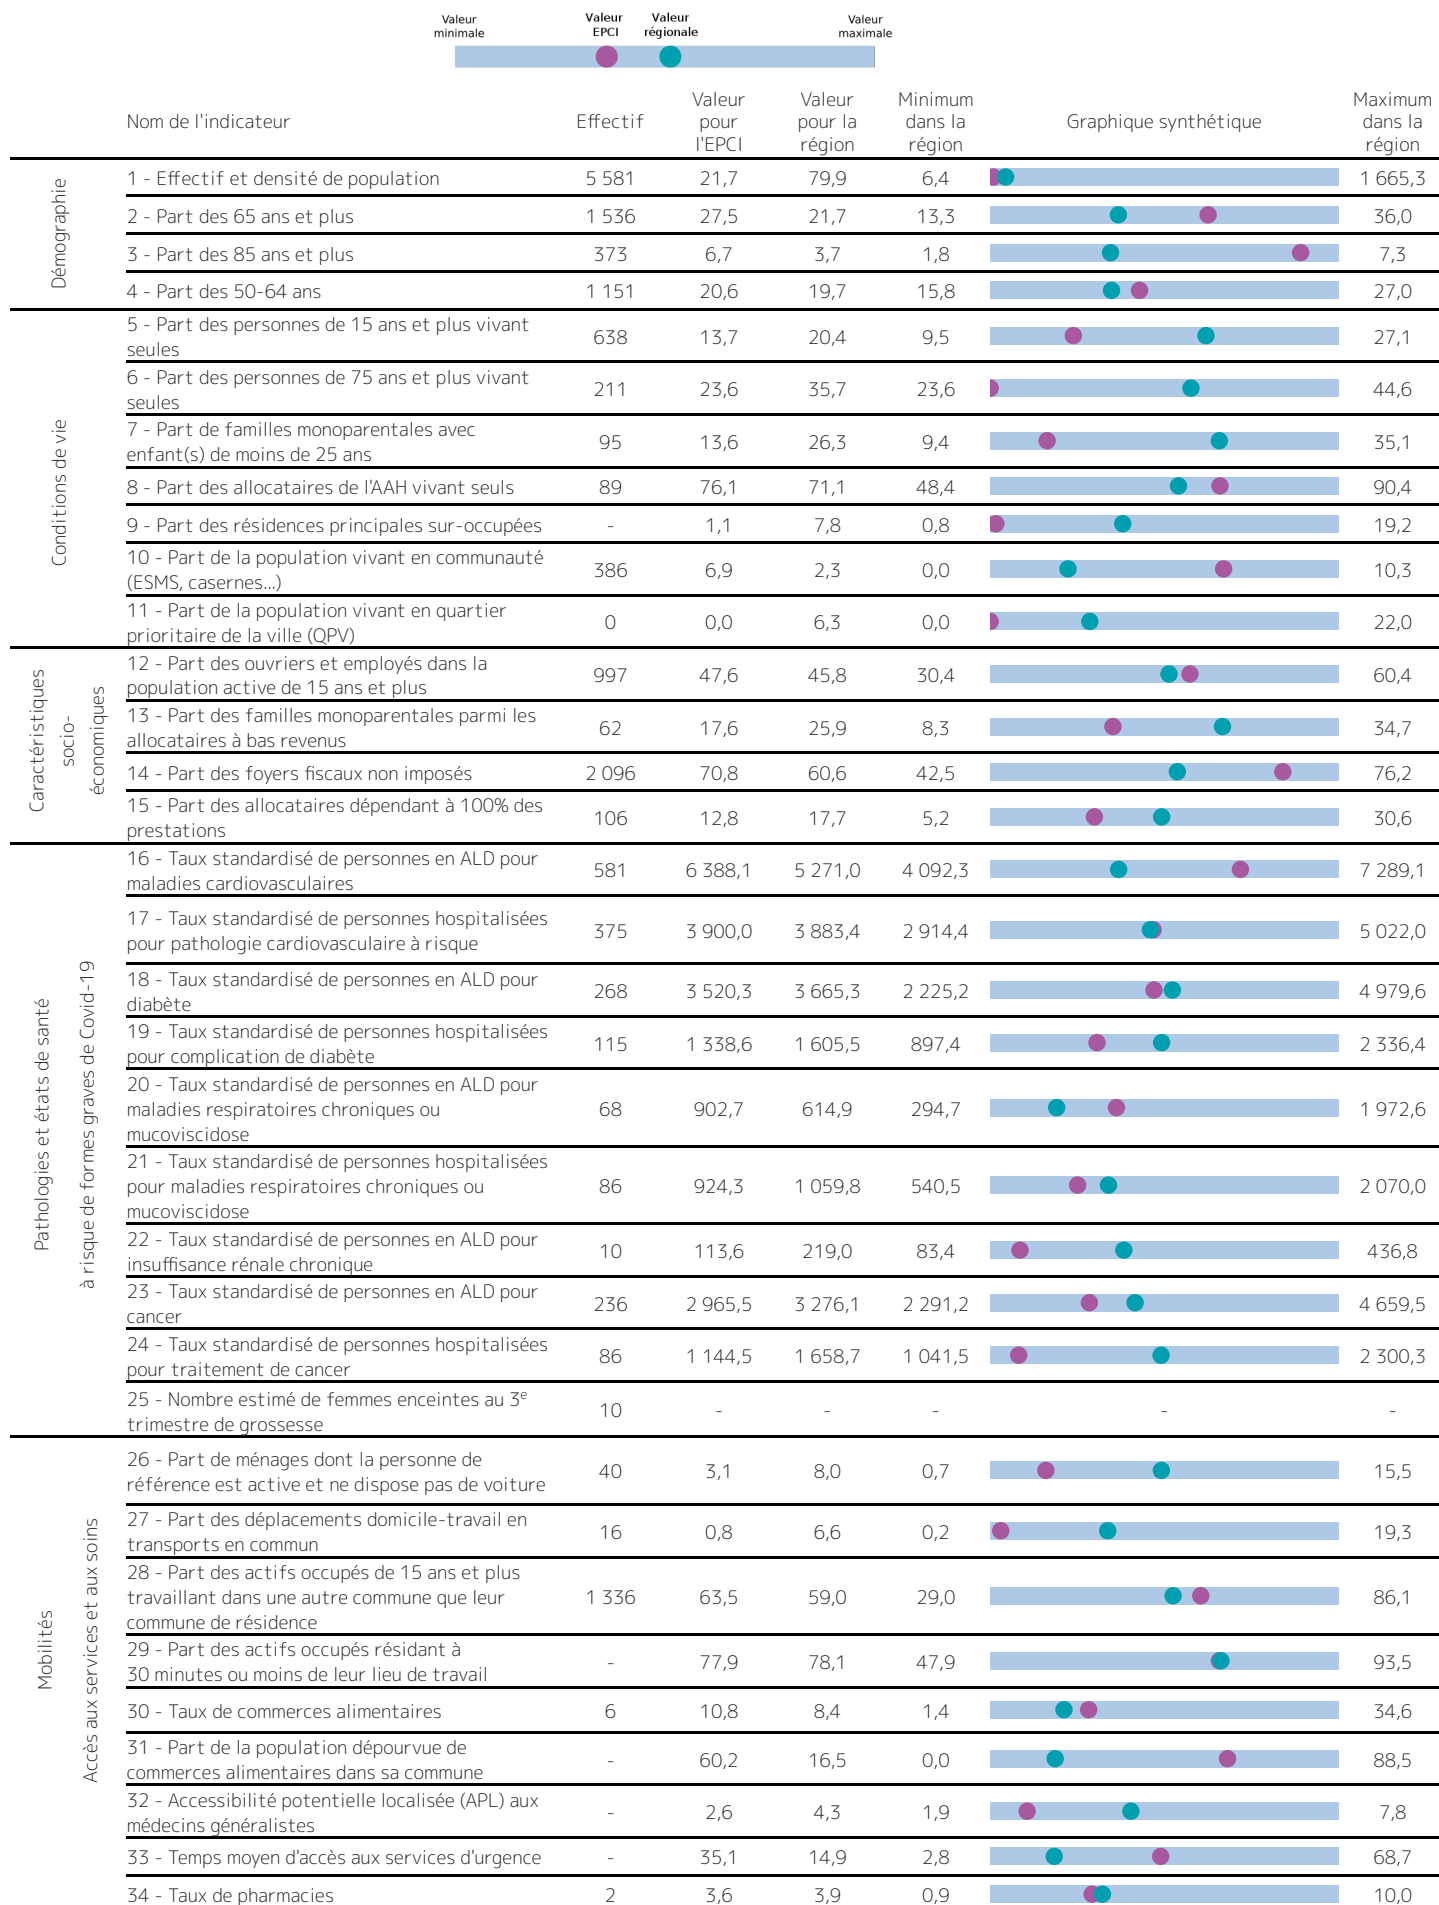 Valeur minimale
Valeur EPCI
Valeur régionale
Valeur maximale
Nom de l'indicateur
Effectif
Valeur pour l'EPCI
Valeur pour la région
Minimum dans la région
Graphique synthétique
Maximum dans la région
Démographie
1 - Effectif et densité de population 5 581 21,7 79,9 6,4 1 665,3
2 - Part des 65 ans et plus 1 536 27,5 21,7 13,3 36,0
3 - Part des 85 ans et plus 373 6,7 3,7 1,8 7,3
4 - Part des 50-64 ans 1 151 20,6 19,7 15,8 27,0
Conditions de vie
5 - Part des personnes de 15 ans et plus vivant
seules 638 13,7 20,4 9,5 27,1
6 - Part des personnes de 75 ans et plus vivant
seules 211 23,6 35,7 23,6 44,6
7 - Part de familles monoparentales avec
enfant(s) de moins de 25 ans 95 13,6 26,3 9,4 35,1
8 - Part des allocataires de l'AAH vivant seuls 89 76,1 71,1 48,4 90,4
9 - Part des résidences principales sur-occupées - 1,1 7,8 0,8 19,2
10 - Part de la population vivant en communauté
(ESMS, casernes...) 386 6,9 2,3 0,0 10,3
11 - Part de la population vivant en quartier
prioritaire de la ville (QPV) 0 0,0 6,3 0,0 22,0
Caractéristiques
socio-
économiques
12 - Part des ouvriers et employés dans la
population active de 15 ans et plus 997 47,6 45,8 30,4 60,4
13 - Part des familles monoparentales parmi les
allocataires à bas revenus 62 17,6 25,9 8,3 34,7
14 - Part des foyers fiscaux non imposés 2 096 70,8 60,6 42,5 76,2
15 - Part des allocataires dépendant à 100% des
prestations 106 12,8 17,7 5,2 30,6
Pathologies et états de santé
à risque de formes graves de Covid-19
16 - Taux standardisé de personnes en ALD pour
maladies cardiovasculaires 581 6 388,1 5 271,0 4 092,3 7 289,1
17 - Taux standardisé de personnes hospitalisées
pour pathologie cardiovasculaire à risque 375 3 900,0 3 883,4 2 914,4 5 022,0
18 - Taux standardisé de personnes en ALD pour
diabète 268 3 520,3 3 665,3 2 225,2 4 979,6
19 - Taux standardisé de personnes hospitalisées
pour complication de diabète 115 1 338,6 1 605,5 897,4 2 336,4
20 - Taux standardisé de personnes en ALD pour
maladies respiratoires chroniques ou 68 902,7 614,9 294,7 1 972,6
mucoviscidose
21 - Taux standardisé de personnes hospitalisées
pour maladies respiratoires chroniques ou 86 924,3 1 059,8 540,5 2 070,0
mucoviscidose
22 - Taux standardisé de personnes en ALD pour
insuffisance rénale chronique 10 113,6 219,0 83,4 436,8
23 - Taux standardisé de personnes en ALD pour
cancer 236 2 965,5 3 276,1 2 291,2 4 659,5
24 - Taux standardisé de personnes hospitalisées
pour traitement de cancer 86 1 144,5 1 658,7 1 041,5 2 300,3
25 - Nombre estimé de femmes enceintes au 3e
trimestre de grossesse 10 - - - - -
Mobilités
Accès aux services et aux soins
26 - Part de ménages dont la personne de
référence est active et ne dispose pas de voiture 40 3,1 8,0 0,7 15,5
27 - Part des déplacements domicile-travail en
transports en commun 16 0,8 6,6 0,2 19,3
28 - Part des actifs occupés de 15 ans et plus
travaillant dans une autre commune que leur 1 336 63,5 59,0 29,0 86,1
commune de résidence
29 - Part des actifs occupés résidant à
30 minutes ou moins de leur lieu de travail - 77,9 78,1 47,9 93,5
30 - Taux de commerces alimentaires 6 10,8 8,4 1,4 34,6
31 - Part de la population dépourvue de
commerces alimentaires dans sa commune - 60,2 16,5 0,0 88,5
32 - Accessibilité potentielle localisée (APL) aux
médecins généralistes - 2,6 4,3 1,9 7,8
33 - Temps moyen d'accès aux services d'urgence - 35,1 14,9 2,8 68,7
34 - Taux de pharmacies 2 3,6 3,9 0,9 10,0